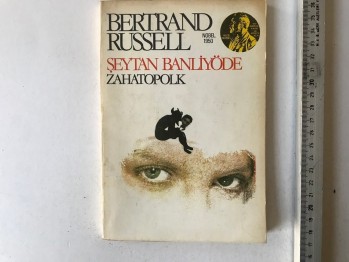 BERTRAND
RUSSELL
NOBEL
1950
ŞEYTAN BANLİYÖDE
ZAHATOPOLK